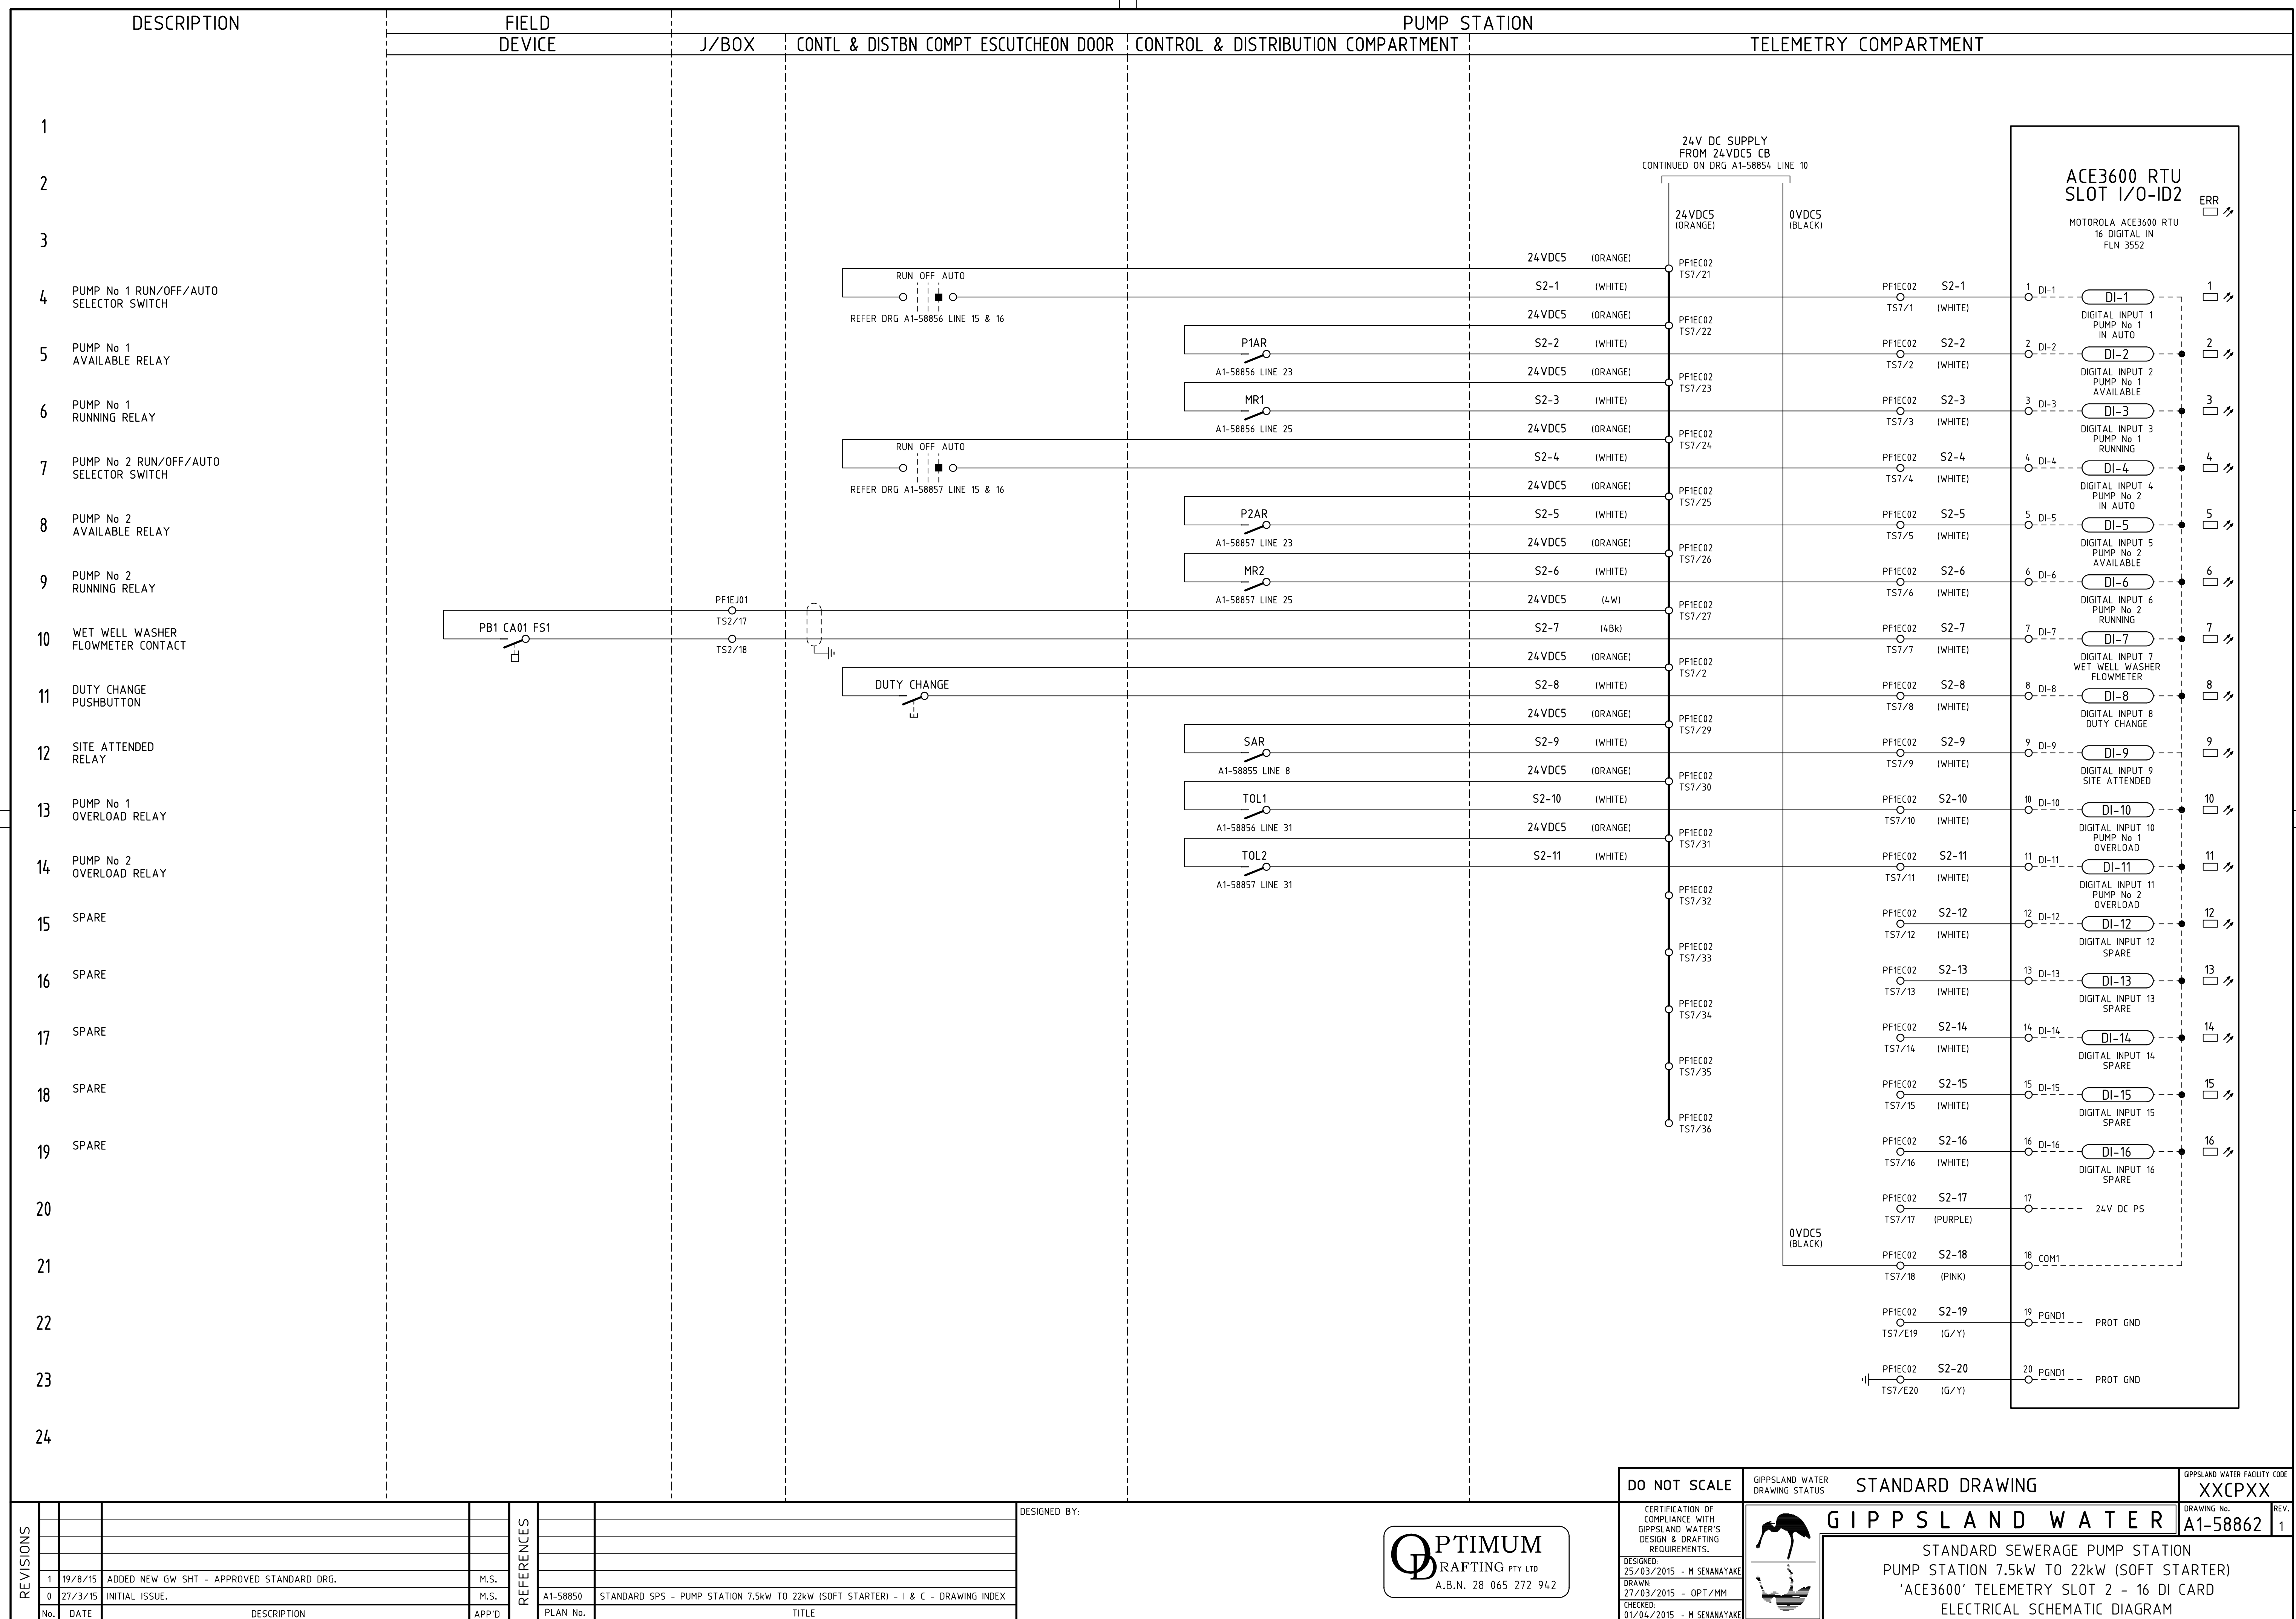 DESCRIPTION
FIELD
PUMP STATION
DEVICE
J/BOX
CONTL & DISTBN COMPT ESCUTCHEON DOOR
CONTROL & DISTRIBUTION COMPARTMENT
TELEMETRY COMPARTMENT
1
2
3
4
PUMP No 1 RUN/OFF/AUTO
SELECTOR SWITCH
5
PUMP No 1
AVAILABLE RELAY
6
PUMP No 1
RUNNING RELAY
7
PUMP No 2 RUN/OFF/AUTO
SELECTOR SWITCH
8
PUMP No 2
AVAILABLE RELAY
9
PUMP No 2
RUNNING RELAY
10
WET WELL WASHER
FLOWMETER CONTACT
11
DUTY CHANGE
PUSHBUTTON
12
SITE ATTENDED
RELAY
13
PUMP No 1
OVERLOAD RELAY
14
PUMP No 2
OVERLOAD RELAY
15
SPARE
16
SPARE
17
SPARE
18
SPARE
19
SPARE
20
21
22
23
24
PB1 CA01 FS1
PF1EJ01
TS2/17
TS2/18
RUN OFF AUTO
REFER DRG A1-58856 LINE 15 & 16
RUN OFF AUTO
REFER DRG A1-58857 LINE 15 & 16
DUTY CHANGE
P1AR
A1-58856 LINE 23
MR1
A1-58856 LINE 25
P2AR
A1-58857 LINE 23
MR2
A1-58857 LINE 25
SAR
A1-58855 LINE 8
TOL1
A1-58856 LINE 31
TOL2
A1-58857 LINE 31
24VDC5 (ORANGE)
S2-1 (WHITE)
24VDC5 (ORANGE)
S2-2 (WHITE)
24VDC5 (ORANGE)
S2-3 (WHITE)
24VDC5 (ORANGE)
S2-4 (WHITE)
24VDC5 (ORANGE)
S2-5 (WHITE)
24VDC5 (ORANGE)
S2-6 (WHITE)
24VDC5 (4W)
S2-7 (4Bk)
24VDC5 (ORANGE)
S2-8 (WHITE)
24VDC5 (ORANGE)
S2-9 (WHITE)
24VDC5 (ORANGE)
S2-10 (WHITE)
24VDC5 (ORANGE)
S2-11 (WHITE)
24V DC SUPPLY
FROM 24VDC5 CB
CONTINUED ON DRG A1-58854 LINE 10
24VDC5
(ORANGE)
0VDC5
(BLACK)
PF1EC02
TS7/21
PF1EC02
TS7/22
PF1EC02
TS7/23
PF1EC02
TS7/24
PF1EC02
TS7/25
PF1EC02
TS7/26
PF1EC02
TS7/27
PF1EC02
TS7/2
PF1EC02
TS7/29
PF1EC02
TS7/30
PF1EC02
TS7/31
PF1EC02
TS7/32
PF1EC02
TS7/33
PF1EC02
TS7/34
PF1EC02
TS7/35
PF1EC02
TS7/36
0VDC5
(BLACK)
PF1EC02 S2-1
TS7/1 (WHITE)
PF1EC02 S2-2
TS7/2 (WHITE)
PF1EC02 S2-3
TS7/3 (WHITE)
PF1EC02 S2-4
TS7/4 (WHITE)
PF1EC02 S2-5
TS7/5 (WHITE)
PF1EC02 S2-6
TS7/6 (WHITE)
PF1EC02 S2-7
TS7/7 (WHITE)
PF1EC02 S2-8
TS7/8 (WHITE)
PF1EC02 S2-9
TS7/9 (WHITE)
PF1EC02 S2-10
TS7/10 (WHITE)
PF1EC02 S2-11
TS7/11 (WHITE)
PF1EC02 S2-12
TS7/12 (WHITE)
PF1EC02 S2-13
TS7/13 (WHITE)
PF1EC02 S2-14
TS7/14 (WHITE)
PF1EC02 S2-15
TS7/15 (WHITE)
PF1EC02 S2-16
TS7/16 (WHITE)
PF1EC02 S2-17
TS7/17 (PURPLE)
PF1EC02 S2-18
TS7/18 (PINK)
PF1EC02 S2-19
TS7/E19 (G/Y)
PF1EC02 S2-20
TS7/E20 (G/Y)
ACE3600 RTU
SLOT I/O-ID2
ERR
MOTOROLA ACE3600 RTU
16 DIGITAL IN
FLN 3552
1 DI-1 DI-1 1
DIGITAL INPUT 1
PUMP No 1
IN AUTO
2 DI-2 DI-2 2
DIGITAL INPUT 2
PUMP No 1
AVAILABLE
3 DI-3 DI-3 3
DIGITAL INPUT 3
PUMP No 1
RUNNING
4 DI-4 DI-4 4
DIGITAL INPUT 4
PUMP No 2
IN AUTO
5 DI-5 DI-5 5
DIGITAL INPUT 5
PUMP No 2
AVAILABLE
6 DI-6 DI-6 6
DIGITAL INPUT 6
PUMP No 2
RUNNING
7 DI-7 DI-7 7
DIGITAL INPUT 7
WET WELL WASHER
FLOWMETER
8 DI-8 DI-8 8
DIGITAL INPUT 8
DUTY CHANGE
9 DI-9 DI-9 9
DIGITAL INPUT 9
SITE ATTENDED
10 DI-10 DI-10 10
DIGITAL INPUT 10
PUMP No 1
OVERLOAD
11 DI-11 DI-11 11
DIGITAL INPUT 11
PUMP No 2
OVERLOAD
12 DI-12 DI-12 12
DIGITAL INPUT 12
SPARE
13 DI-13 DI-13 13
DIGITAL INPUT 13
SPARE
14 DI-14 DI-14 14
DIGITAL INPUT 14
SPARE
15 DI-15 DI-15 15
DIGITAL INPUT 15
SPARE
16 DI-16 DI-16 16
DIGITAL INPUT 16
SPARE
17 24V DC PS
18 COM1
19 PGND1 PROT GND
20 PGND1 PROT GND
REVISIONS
1 19/8/15 ADDED NEW GW SHT - APPROVED STANDARD DRG. M.S.
0 27/3/15 INITIAL ISSUE. M.S.
No. DATE DESCRIPTION APP'D
REFERENCES
A1-58850 STANDARD SPS - PUMP STATION 7.5kW TO 22kW (SOFT STARTER) - I & C - DRAWING INDEX
PLAN No. TITLE
DESIGNED BY:
OPTIMUM
DRAFTING PTY LTD
A.B.N. 28 065 272 942
DO NOT SCALE
GIPPSLAND WATER
DRAWING STATUS
STANDARD DRAWING
GIPPSLAND WATER FACILITY CODE
XXCPXX
CERTIFICATION OF
COMPLIANCE WITH
GIPPSLAND WATER'S
DESIGN & DRAFTING
REQUIREMENTS.
DESIGNED:
25/03/2015 - M SENANAYAKE
DRAWN:
27/03/2015 - OPT/MM
CHECKED:
01/04/2015 - M SENANAYAKE
GIPPSLAND WATER
DRAWING No.
A1-58862
REV.
1
STANDARD SEWERAGE PUMP STATION
PUMP STATION 7.5kW TO 22kW (SOFT STARTER)
'ACE3600' TELEMETRY SLOT 2 - 16 DI CARD
ELECTRICAL SCHEMATIC DIAGRAM